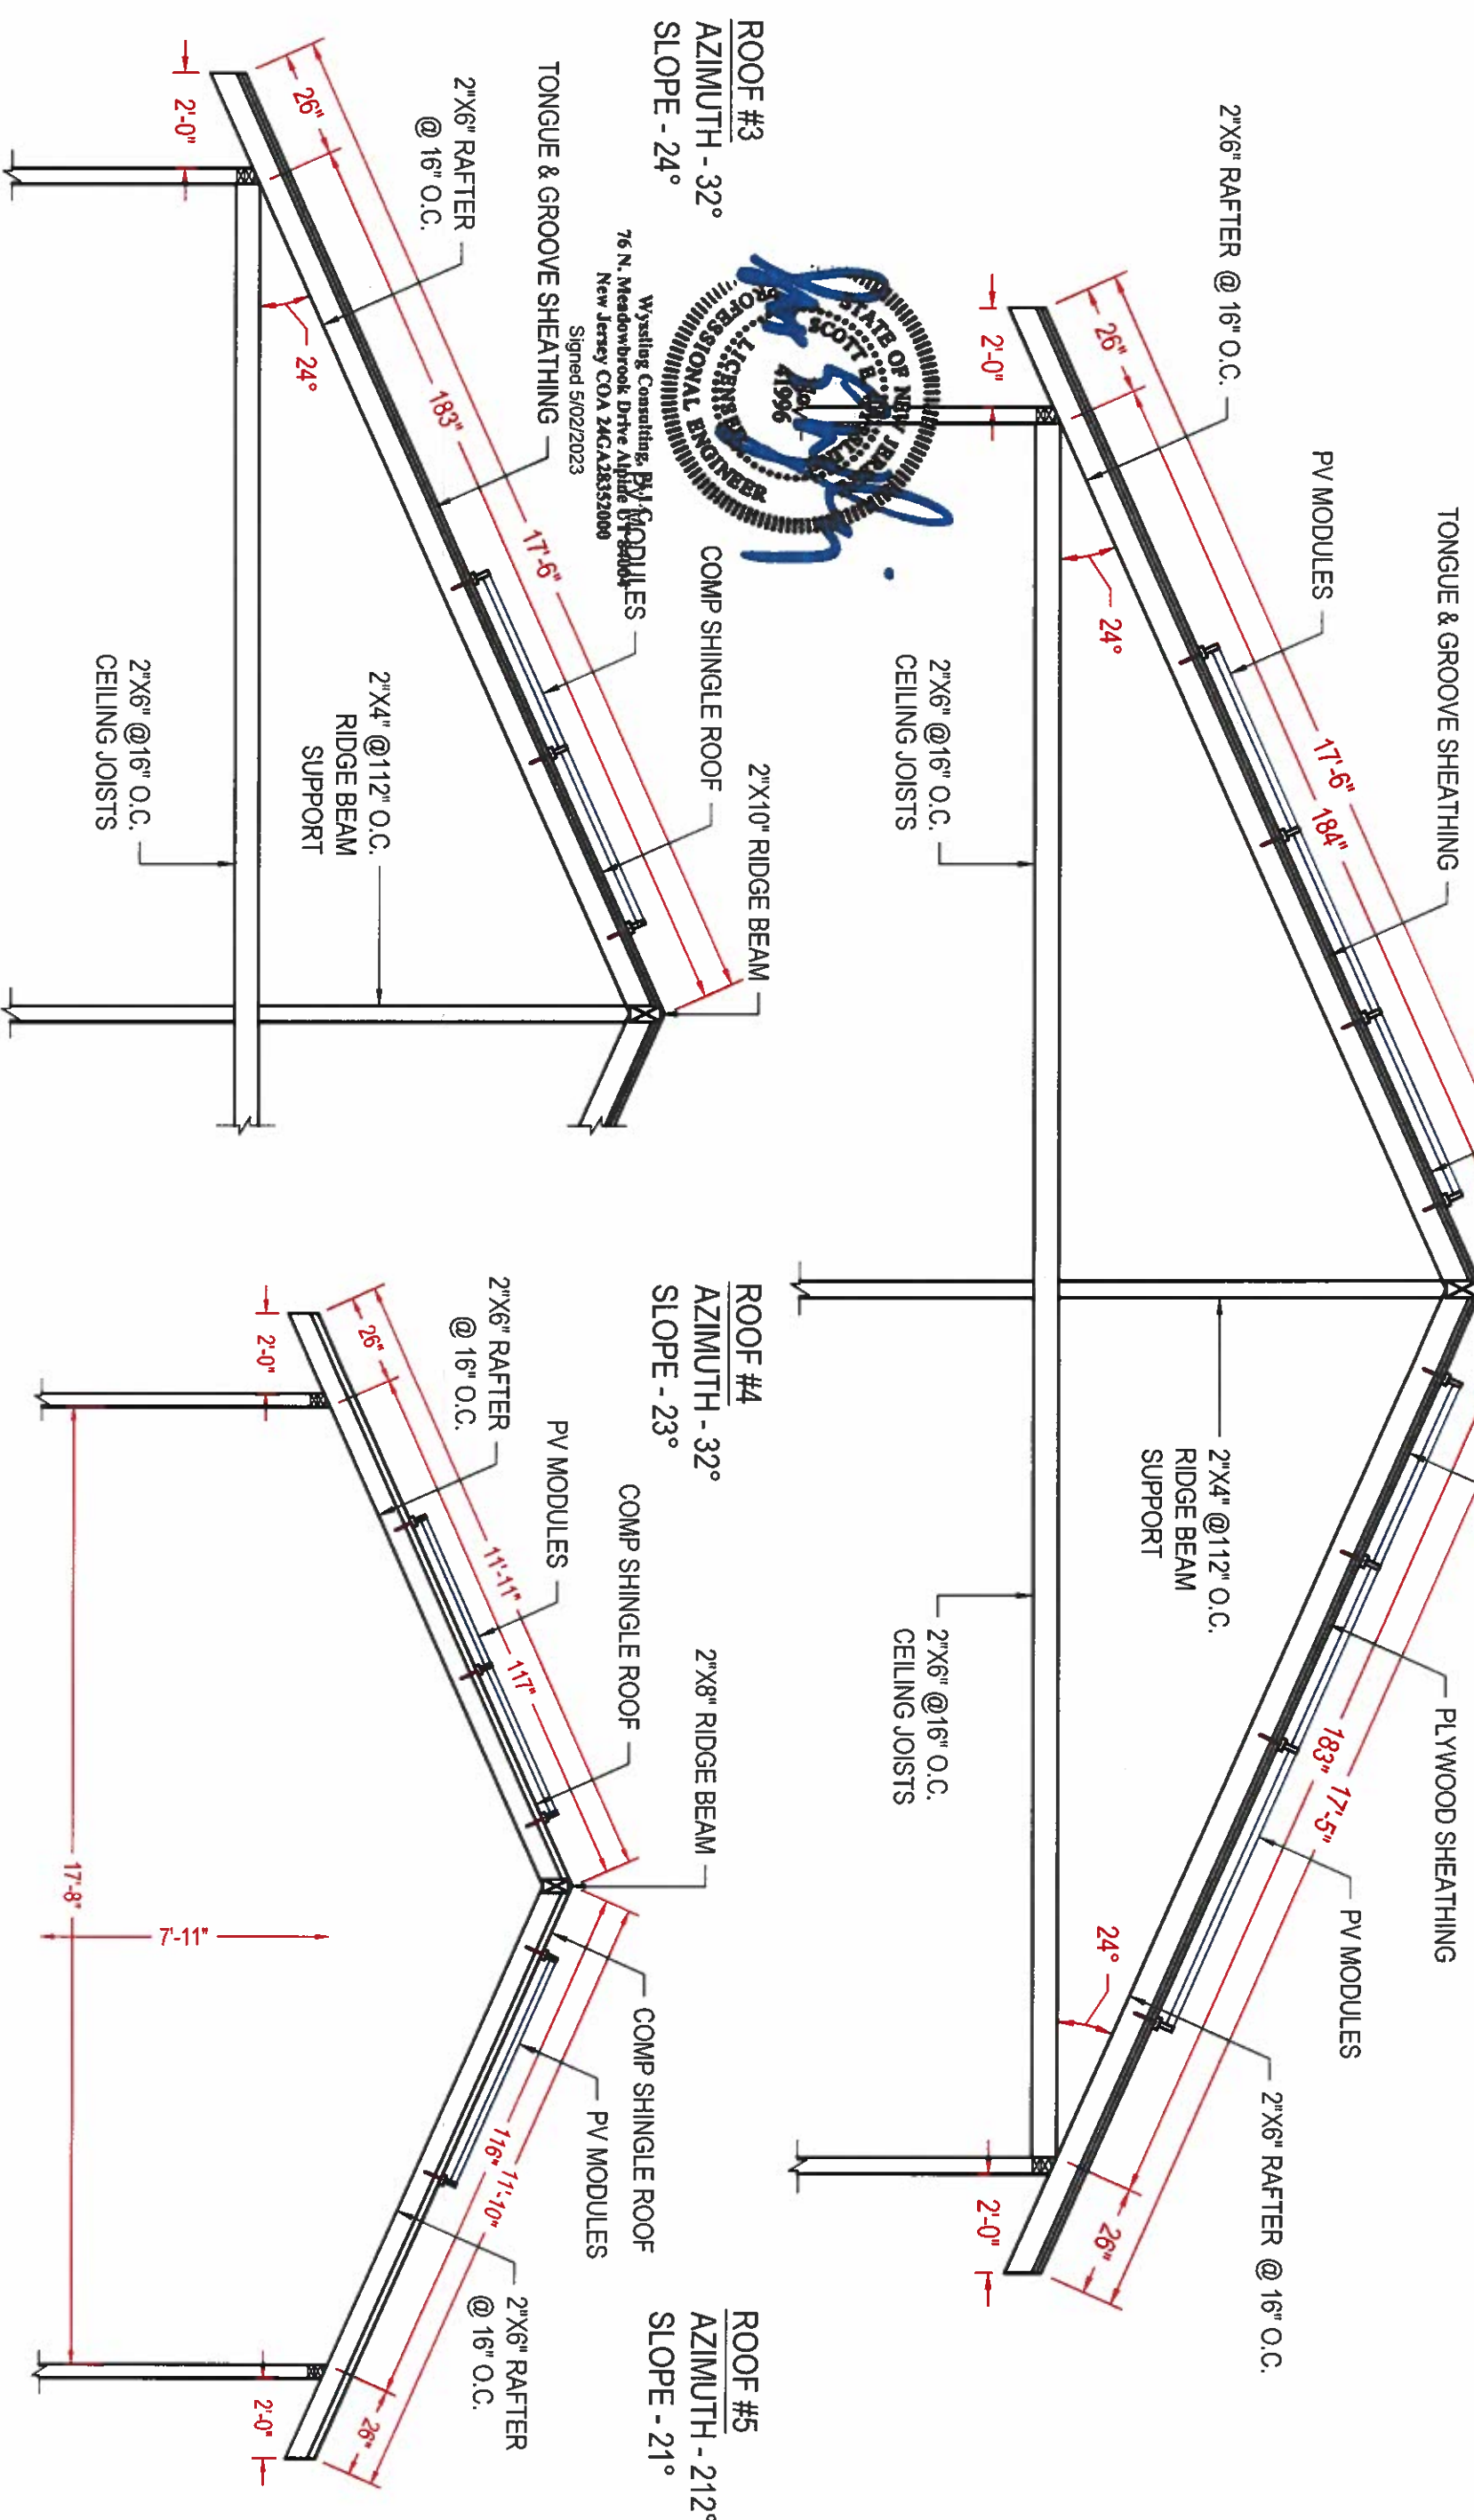 TONGUE & GROOVE SHEATHING
PV MODULES
2"X6" RAFTER @ 16" O.C.
26"
17'-6"
184"
2'-0"
24°
2"X6" @16" O.C.
CEILING JOISTS
2"X4" @112" O.C.
RIDGE BEAM
SUPPORT
PLYWOOD SHEATHING
PV MODULES
2"X6" RAFTER @ 16" O.C.
183"
17'-5"
26"
24°
2'-0"
2"X6" @16" O.C.
CEILING JOISTS
ROOF #3
AZIMUTH - 32°
SLOPE - 24°
STATE OF NEW JER
SCOTT E.
41996
LICENSED
PROFESSIONAL ENGINEER
Wyssling Consulting, PLLC
76 N. Meadowbrook Drive Alpine UT 84004
New Jersey COA 24GA28352000
Signed 5/02/2023
2"X10" RIDGE BEAM
COMP SHINGLE ROOF
PV MODULES
TONGUE & GROOVE SHEATHING
2"X6" RAFTER
@ 16" O.C.
26"
17'-6"
183"
2'-0"
24°
2"X4" @112" O.C.
RIDGE BEAM
SUPPORT
2"X6" @16" O.C.
CEILING JOISTS
ROOF #4
AZIMUTH - 32°
SLOPE - 23°
2"X8" RIDGE BEAM
COMP SHINGLE ROOF
PV MODULES
2"X6" RAFTER
@ 16" O.C.
26"
11'-11"
117"
2'-0"
17'-8"
7'-11"
ROOF #5
AZIMUTH - 212°
SLOPE - 21°
COMP SHINGLE ROOF
PV MODULES
2"X6" RAFTER
@ 16" O.C.
116"
11'-10"
26"
2'-0"